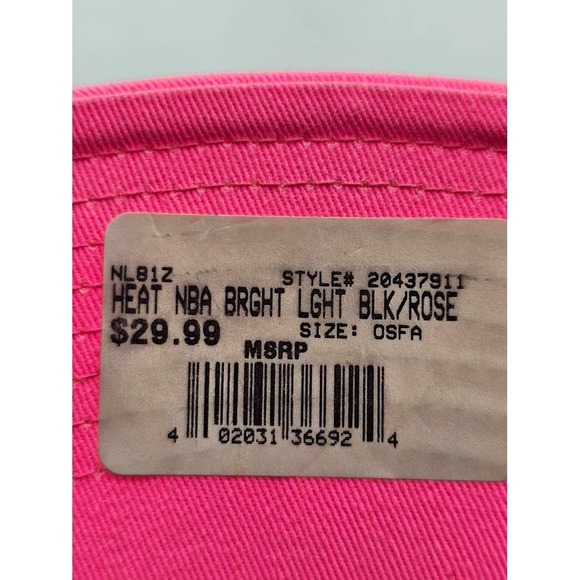 NL81Z STYLE# 20437911
HEAT NBA BRGHT LGHT BLK/ROSE
$29.99 SIZE: OSFA
MSRP
4 02031 36692 4